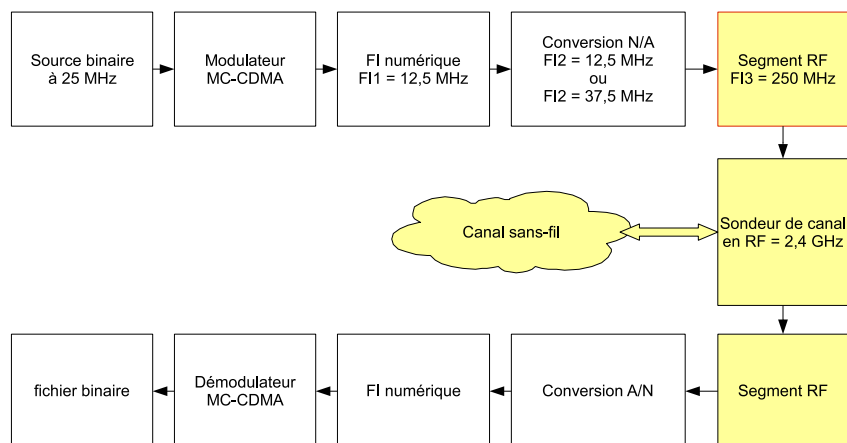 Source binaire
à 25 MHz
Modulateur
MC-CDMA
FI numérique
FI1 = 12,5 MHz
Conversion N/A
FI2 = 12,5 MHz
ou
FI2 = 37,5 MHz
Segment RF
FI3 = 250 MHz
Canal sans-fil
Sondeur de canal
en RF = 2,4 GHz
fichier binaire
Démodulateur
MC-CDMA
FI numérique
Conversion A/N
Segment RF